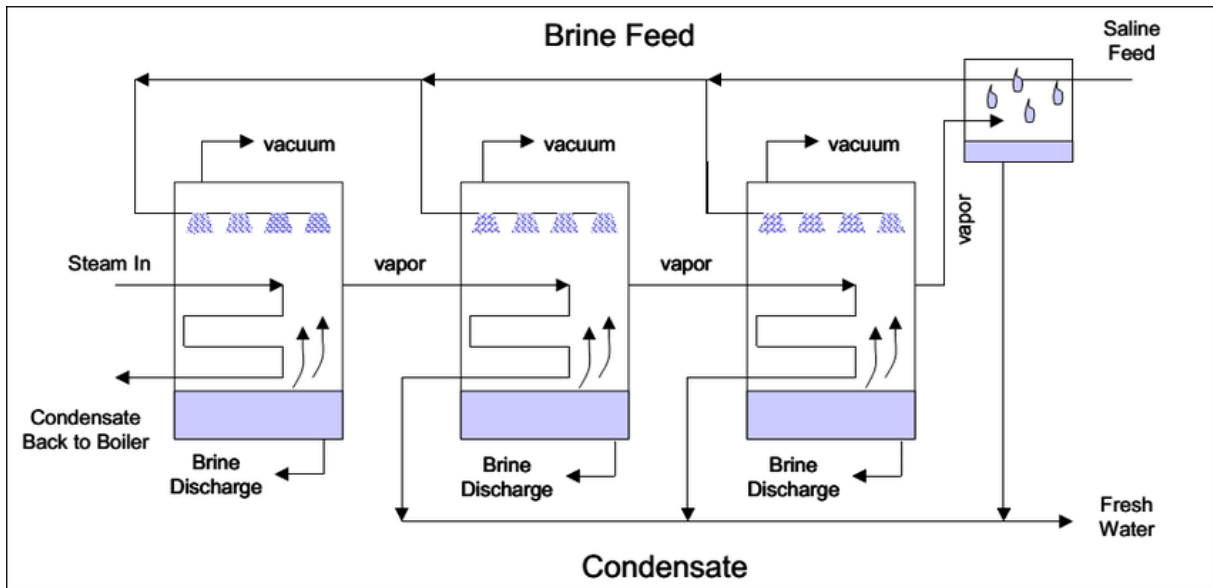 Brine Feed
Saline
Feed
vacuum
vacuum
vacuum
vapor
Steam In
vapor
vapor
Condensate
Back to Boiler
Brine
Discharge
Brine
Discharge
Brine
Discharge
Fresh
Water
Condensate